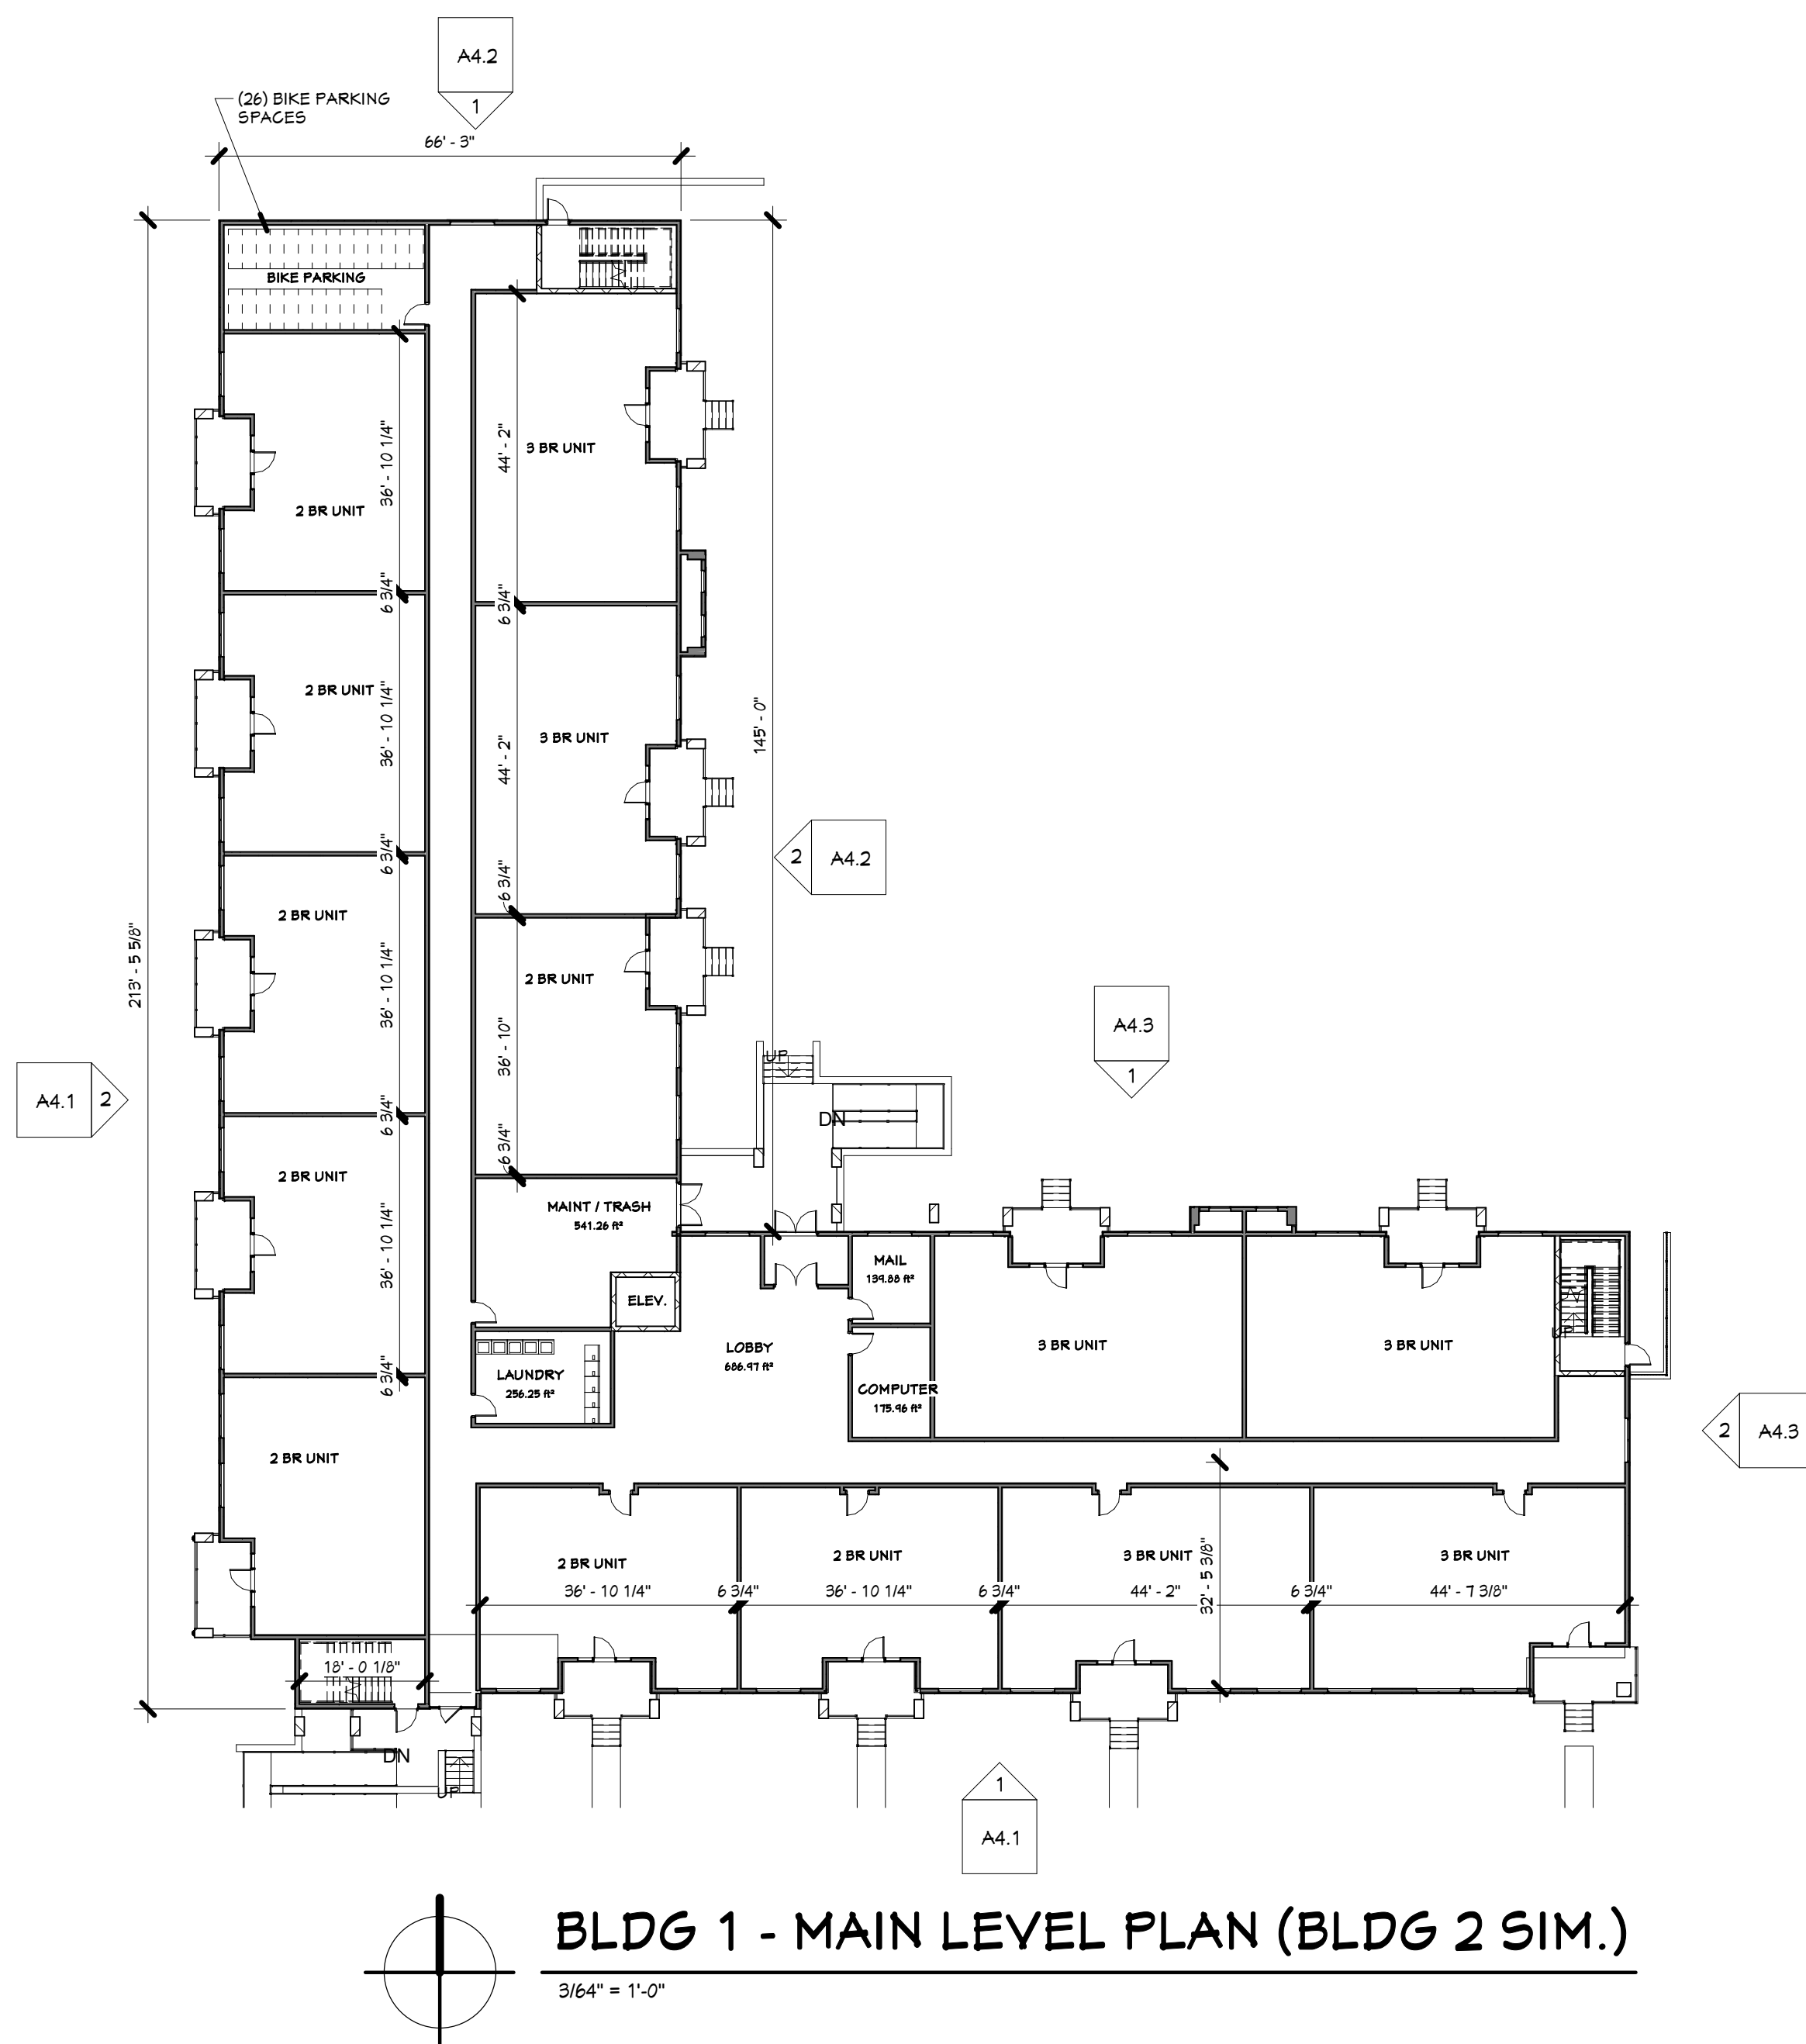 A4.2
1
(26) BIKE PARKING
SPACES
66' - 3"
BIKE PARKING
36' - 10 1/4"
44' - 2"
3 BR UNIT
2 BR UNIT
6 3/4"
6 3/4"
2 BR UNIT
36' - 10 1/4"
3 BR UNIT
44' - 2"
145' - 0"
6 3/4"
6 3/4"
2
A4.2
2 BR UNIT
213' - 5 5/8"
36' - 10 1/4"
2 BR UNIT
36' - 10"
A4.3
1
UP
DN
A4.1
2
6 3/4"
6 3/4"
2 BR UNIT
36' - 10 1/4"
MAINT / TRASH
541.26 ft²
MAIL
139.88 ft²
ELEV.
LOBBY
686.97 ft²
3 BR UNIT
3 BR UNIT
UP
LAUNDRY
256.25 ft²
COMPUTER
175.96 ft²
6 3/4"
2 BR UNIT
2
A4.3
2 BR UNIT
2 BR UNIT
3 BR UNIT
3 BR UNIT
32' - 5 3/8"
36' - 10 1/4"
6 3/4"
36' - 10 1/4"
6 3/4"
44' - 2"
6 3/4"
44' - 7 3/8"
18' - 0 1/8"
DN
UP
1
A4.1
BLDG 1 - MAIN LEVEL PLAN (BLDG 2 SIM.)
3/64" = 1'-0"